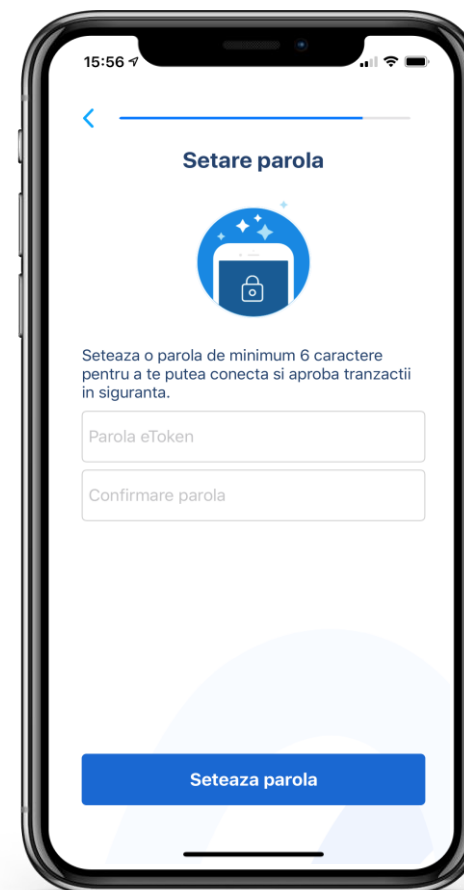 15:56
Setare parola
Seteaza o parola de minimum 6 caractere
pentru a te putea conecta si aproba tranzactii
in siguranta.
Parola eToken
Confirmare parola
Seteaza parola